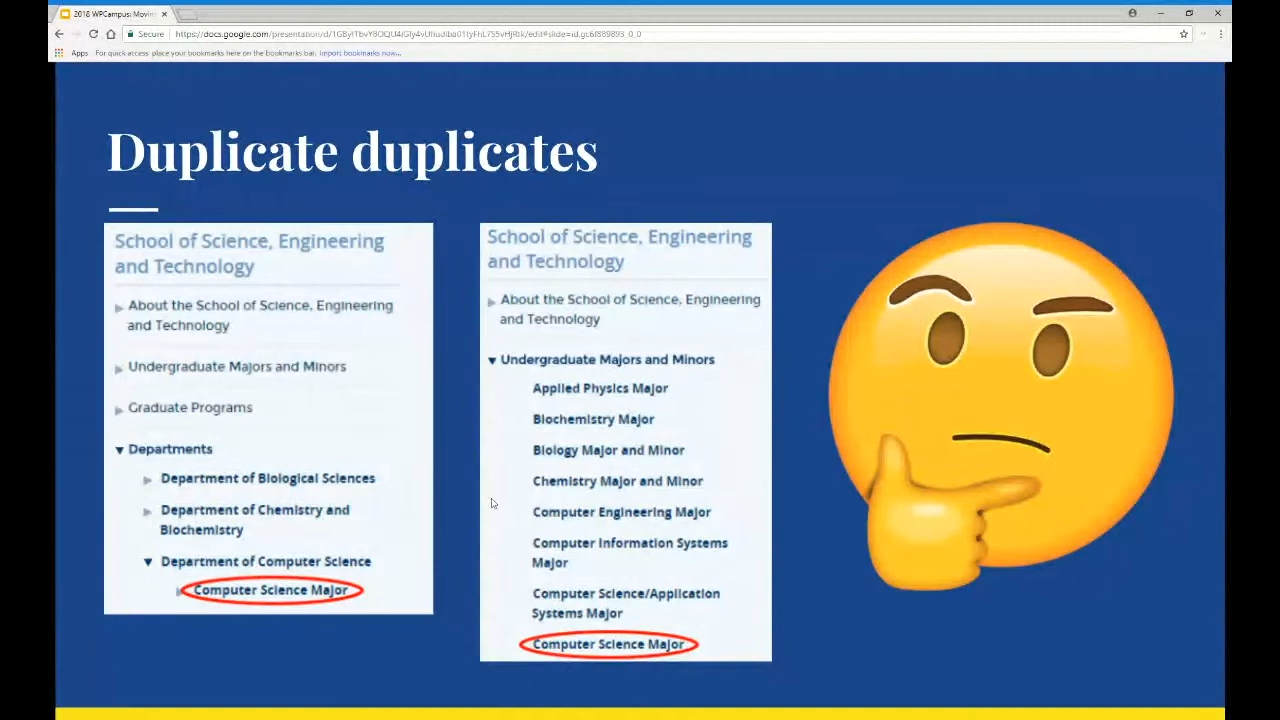 2018 WPCampus: Movin
Secure
Apps
For quick access, place your bookmarks here on the bookmarks bar. Import bookmarks now...
Duplicate duplicates
School of Science, Engineering
and Technology
About the School of Science, Engineering
and Technology
Undergraduate Majors and Minors
Graduate Programs
Departments
Department of Biological Sciences
Department of Chemistry and
Biochemistry
Department of Computer Science
Computer Science Major
School of Science, Engineering
and Technology
About the School of Science, Engineering
and Technology
Undergraduate Majors and Minors
Applied Physics Major
Biochemistry Major
Biology Major and Minor
Chemistry Major and Minor
Computer Engineering Major
Computer Information Systems
Major
Computer Science/Application
Systems Major
Computer Science Major